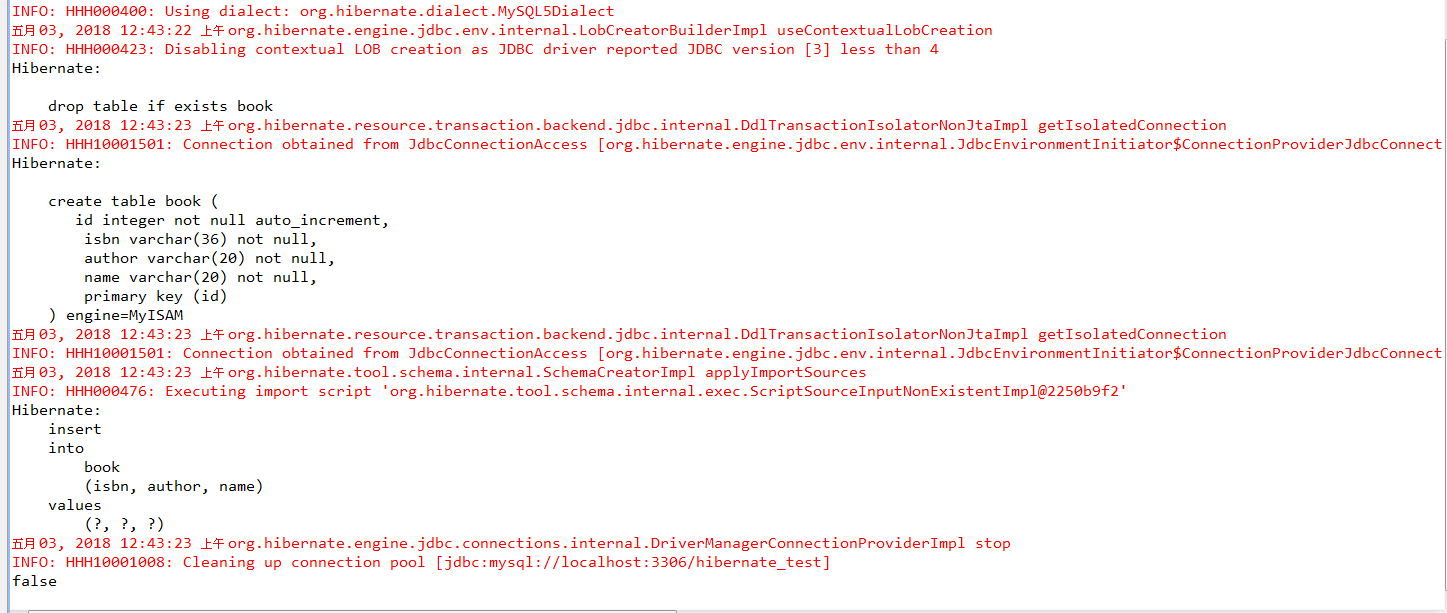 INFO: HHH000400: Using dialect: org.hibernate.dialect.MySQL5Dialect
五月 03, 2018 12:43:22 上午 org.hibernate.engine.jdbc.env.internal.LobCreatorBuilderImpl useContextualLobCreation
INFO: HHH000423: Disabling contextual LOB creation as JDBC driver reported JDBC version [3] less than 4
Hibernate:
drop table if exists book
五月 03, 2018 12:43:23 上午 org.hibernate.resource.transaction.backend.jdbc.internal.DdlTransactionIsolatorNonJtaImpl getIsolatedConnection
INFO: HHH10001501: Connection obtained from JdbcConnectionAccess [org.hibernate.engine.jdbc.env.internal.JdbcEnvironmentInitiator$ConnectionProviderJdbcConnect
Hibernate:
create table book (
id integer not null auto_increment,
isbn varchar(36) not null,
author varchar(20) not null,
name varchar(20) not null,
primary key (id)
) engine=MyISAM
五月 03, 2018 12:43:23 上午 org.hibernate.resource.transaction.backend.jdbc.internal.DdlTransactionIsolatorNonJtaImpl getIsolatedConnection
INFO: HHH10001501: Connection obtained from JdbcConnectionAccess [org.hibernate.engine.jdbc.env.internal.JdbcEnvironmentInitiator$ConnectionProviderJdbcConnect
五月 03, 2018 12:43:23 上午 org.hibernate.tool.schema.internal.SchemaCreatorImpl applyImportSources
INFO: HHH000476: Executing import script 'org.hibernate.tool.schema.internal.exec.ScriptSourceInputNonExistentImpl@2250b9f2'
Hibernate:
insert
into
book
(isbn, author, name)
values
(?, ?, ?)
五月 03, 2018 12:43:23 上午 org.hibernate.engine.jdbc.connections.internal.DriverManagerConnectionProviderImpl stop
INFO: HHH10001008: Cleaning up connection pool [jdbc:mysql://localhost:3306/hibernate_test]
false